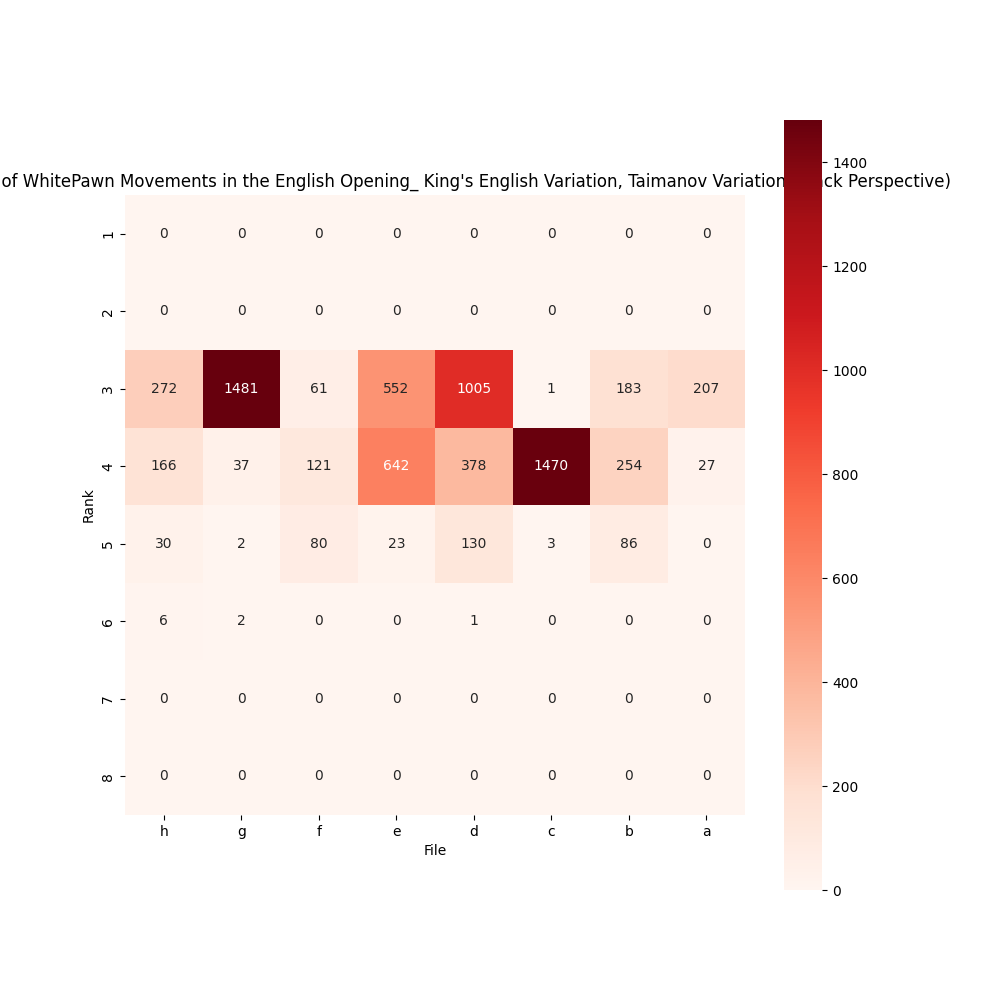 of WhitePawn Movements in the English Opening_ King's English Variation, Taimanov Variation ck Perspective)
1 0 0 0 0 0 0 0 0
2 0 0 0 0 0 0 0 0
3 272 1481 61 552 1005 1 183 207
4 166 37 121 642 378 1470 254 27
5 30 2 80 23 130 3 86 0
6 6 2 0 0 1 0 0 0
7 0 0 0 0 0 0 0 0
8 0 0 0 0 0 0 0 0
h g f e d c b a
File
Rank
1400
1200
1000
800
600
400
200
0